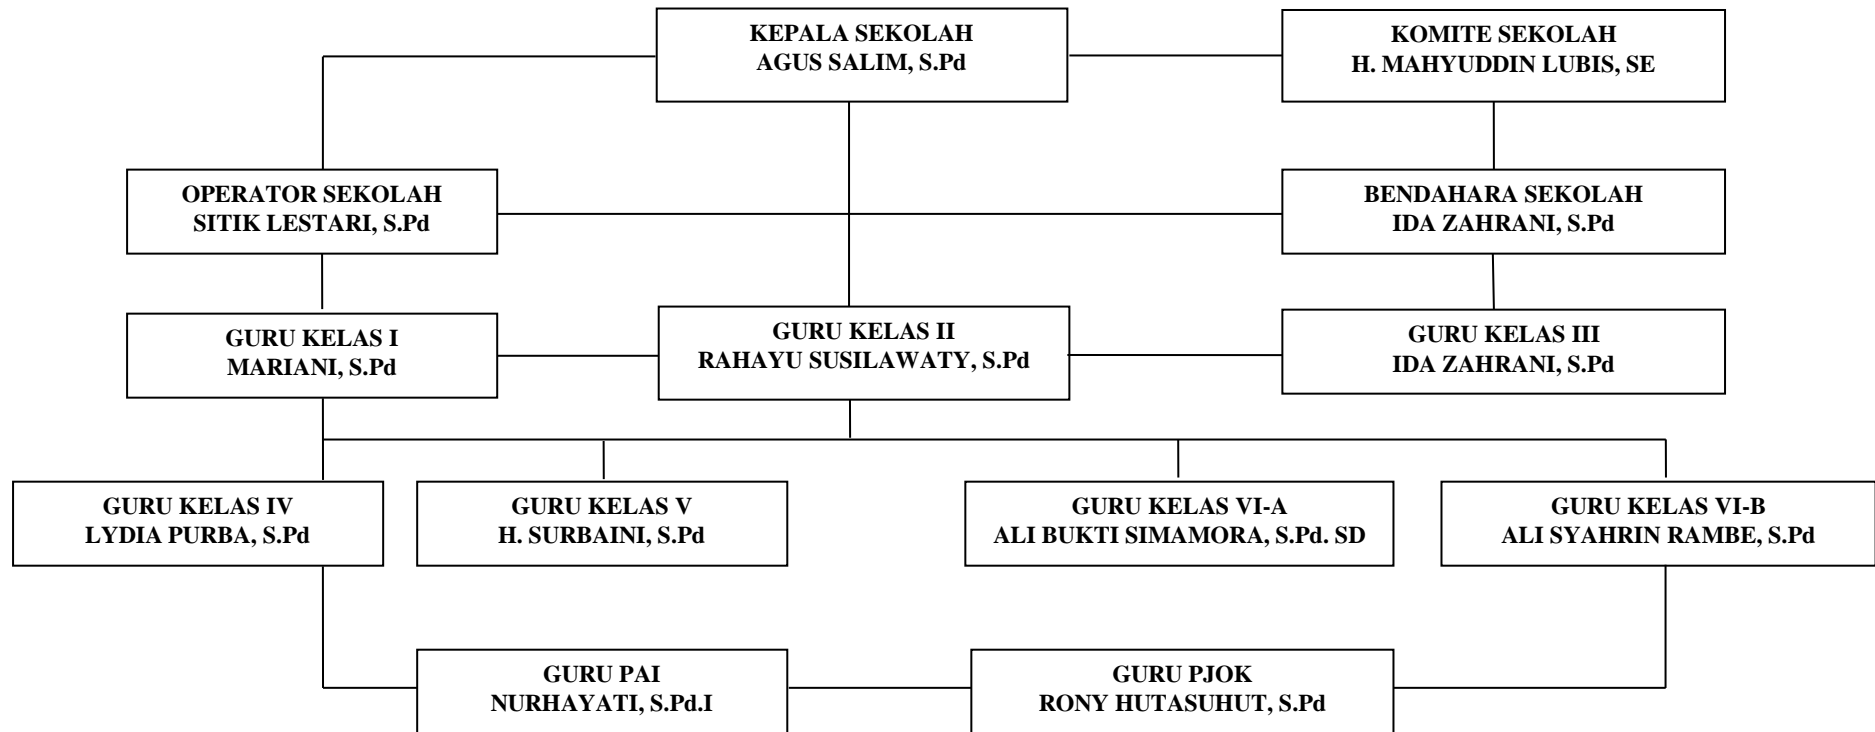 KEPALA SEKOLAH
AGUS SALIM, S.Pd
KOMITE SEKOLAH
H. MAHYUDDIN LUBIS, SE
OPERATOR SEKOLAH
SITIK LESTARI, S.Pd
BENDAHARA SEKOLAH
IDA ZAHRANI, S.Pd
GURU KELAS I
MARIANI, S.Pd
GURU KELAS II
RAHAYU SUSILAWATY, S.Pd
GURU KELAS III
IDA ZAHRANI, S.Pd
GURU KELAS IV
LYDIA PURBA, S.Pd
GURU KELAS V
H. SURBAINI, S.Pd
GURU KELAS VI-A
ALI BUKTI SIMAMORA, S.Pd. SD
GURU KELAS VI-B
ALI SYAHRIN RAMBE, S.Pd
GURU PAI
NURHAYATI, S.Pd.I
GURU PJOK
RONY HUTASUHUT, S.Pd